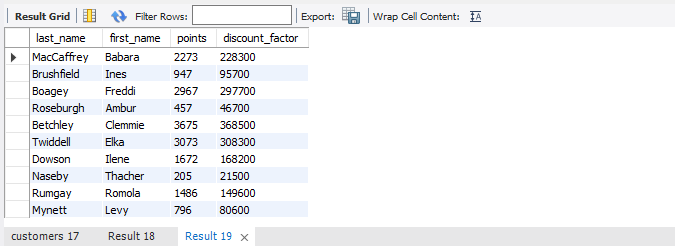 Result Grid Filter Rows: Export: Wrap Cell Content:
last_name first_name points discount_factor
MacCaffrey Babara 2273 228300
Brushfield Ines 947 95700
Boagey Freddi 2967 297700
Roseburgh Ambur 457 46700
Betchley Clemmie 3675 368500
Twiddell Elka 3073 308300
Dowson Ilene 1672 168200
Naseby Thacher 205 21500
Rumgay Romola 1486 149600
Mynett Levy 796 80600
customers 17 Result 18 Result 19